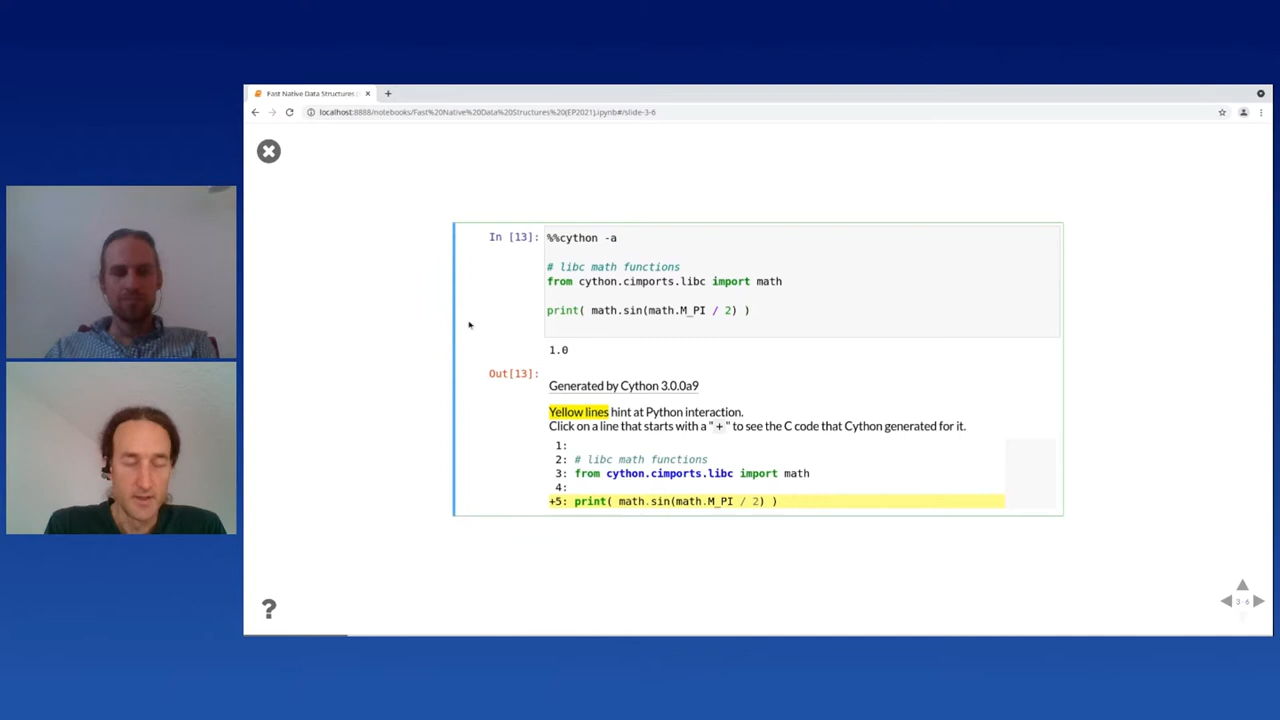 Fast Native Data Structures (
localhost:8888/notebooks/Fast%20Native%20Data%20Structures%20(EP2021).ipynb#/slide-3-6
In [13]:
%%cython -a
# libc math functions
from cython.cimports.libc import math
print( math.sin(math.M_PI / 2) )
1.0
Out[13]:
Generated by Cython 3.0.0a9
Yellow lines hint at Python interaction.
Click on a line that starts with a "+" to see the C code that Cython generated for it.
1:
2: # libc math functions
3: from cython.cimports.libc import math
4:
+5: print( math.sin(math.M_PI / 2) )
?
3·6